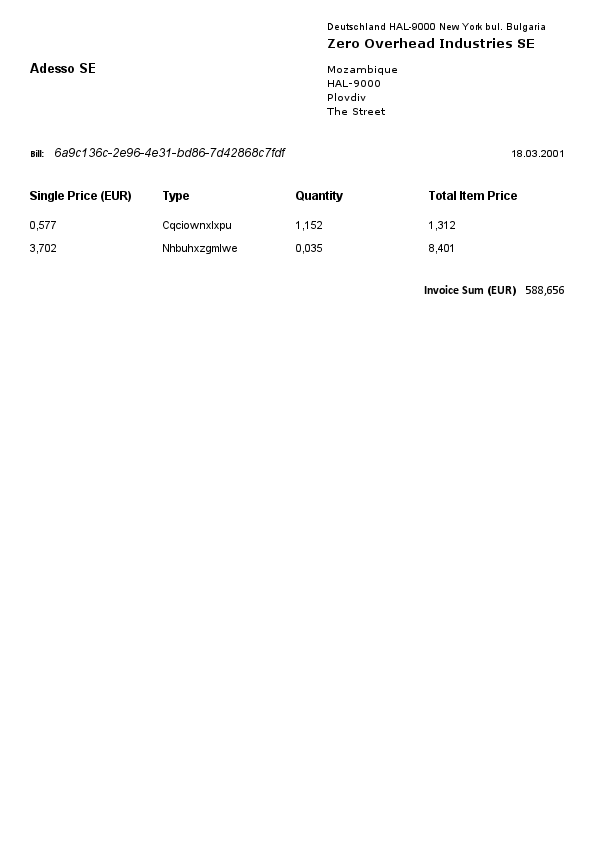 Deutschland HAL-9000 New York bul. Bulgaria
Zero Overhead Industries SE
Adesso SE
Mozambique
HAL-9000
Plovdiv
The Street
Bill: 6a9c136c-2e96-4e31-bd86-7d42868c7fdf 18.03.2001
Single Price (EUR) Type Quantity Total Item Price
0,577 Cqciownxlxpu 1,152 1,312
3,702 Nhbuhxzgmlwe 0,035 8,401
Invoice Sum (EUR) 588,656